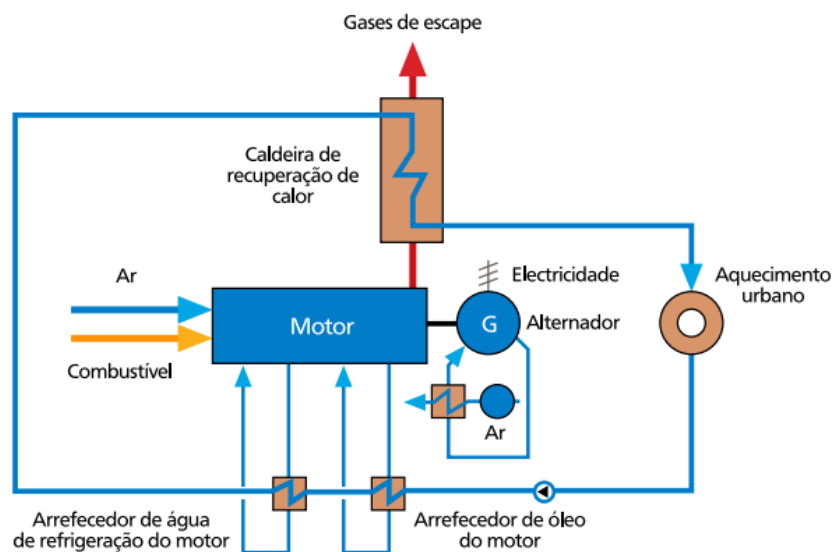 Gases de escape
Caldeira de
recuperação de
calor
Ar
Combustível
Motor
Electricidade
G
Alternador
Ar
Aquecimento
urbano
Arrefecedor de água
de refrigeração do motor
Arrefecedor de óleo
do motor